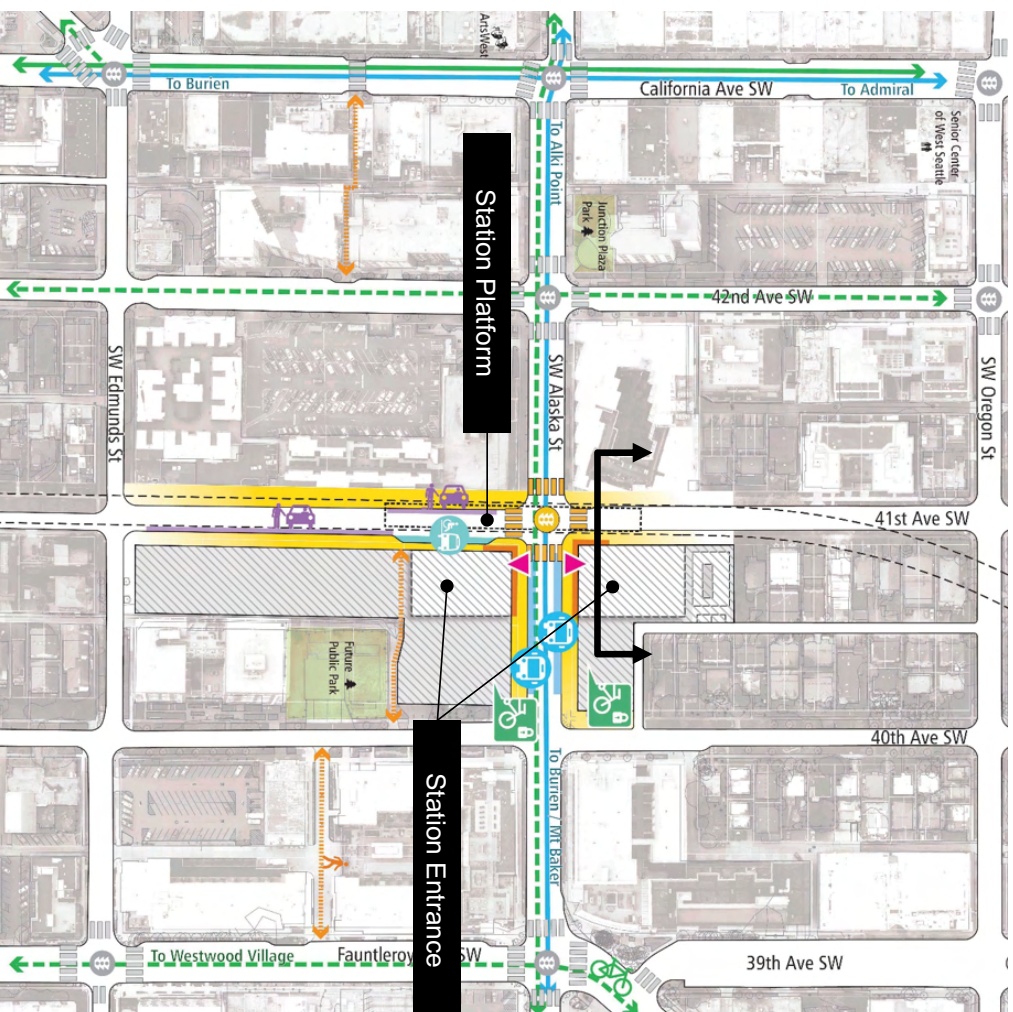 ArtsWest
To Burien
California Ave SW
To Admiral
Senior Center
of West Seattle
To Alki Point
Junction Plaza
Park
Station Platform
42nd Ave SW
SW Edmunds St
SW Alaska St
SW Oregon St
41st Ave SW
Future
Public Park
40th Ave SW
To Burien / Mt Baker
Station Entrance
To Westwood Village
Fauntleroy
SW
39th Ave SW